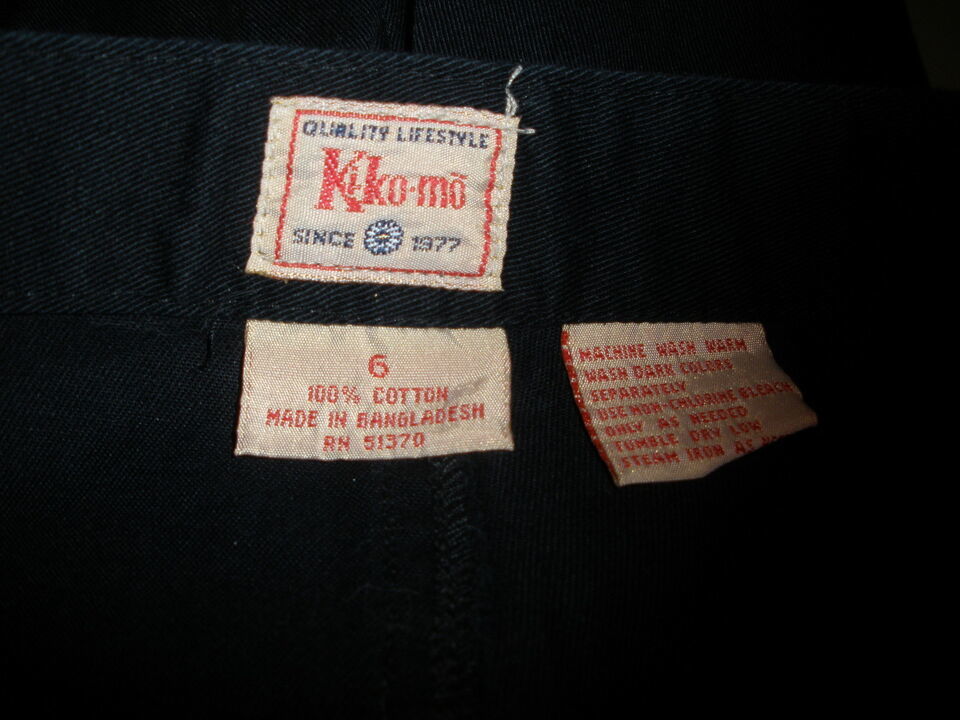 QUALITY LIFESTYLE
Ki-Ko-mō
SINCE 1977
6
100% COTTON
MADE IN BANGLADESH
RN 51370
MACHINE WASH WARM
WASH DARK COLORS
SEPARATELY
USE NON-CHLORINE BLEACH
ONLY AS NEEDED
TUMBLE DRY LOW
STEAM IRON AS